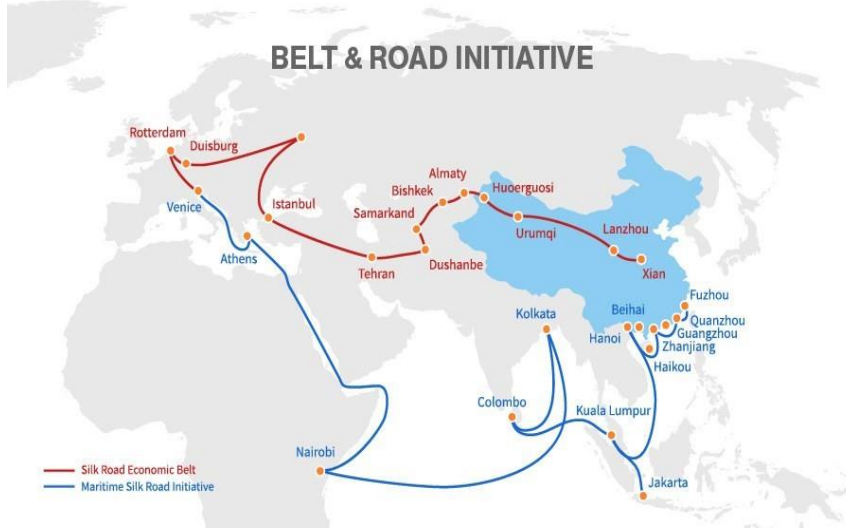 BELT & ROAD INITIATIVE
Rotterdam
Duisburg
Venice
Istanbul
Athens
Almaty
Bishkek
Huoerguosi
Samarkand
Urumqi
Lanzhou
Tehran
Dushanbe
Xian
Fuzhou
Beihai
Kolkata
Quanzhou
Guangzhou
Hanoi
Zhanjiang
Haikou
Colombo
Kuala Lumpur
Nairobi
Jakarta
Silk Road Economic Belt
Maritime Silk Road Initiative